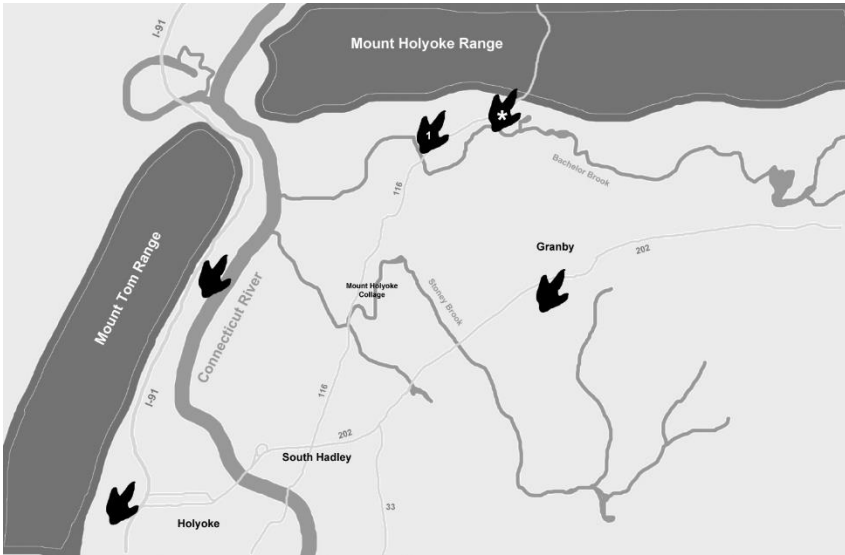 I-91
Mount Holyoke Range
1
*
Bachelor Brook
116
202
Granby
Mount Tom Range
Connecticut River
Mount Holyoke
Collage
Stoney Brook
I-91
116
202
South Hadley
33
Holyoke